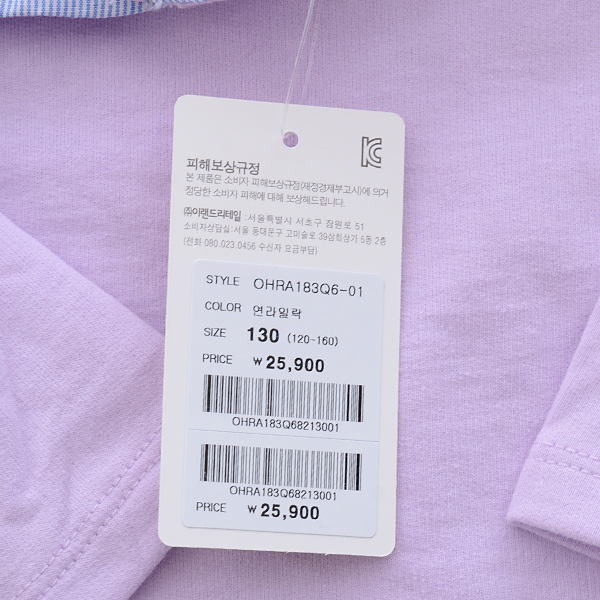 피해보상규정
본 제품은 소비자 피해보상규정(재정경제부고시)에 의거
정당한 소비자 피해에 대해 보상해드립니다.
㈜이랜드리테일 : 서울특별시 서초구 잠원로 51
소비자상담실:서울 동대문구 고미술로 39삼희상가 5동 2층
(전화 080.023.0456 수신자 요금부담)
STYLE OHRA183Q6-01
COLOR 연라일락
SIZE 130 (120-160)
PRICE ₩25,900
OHRA183Q68213001
OHRA183Q68213001
PRICE ₩25,900